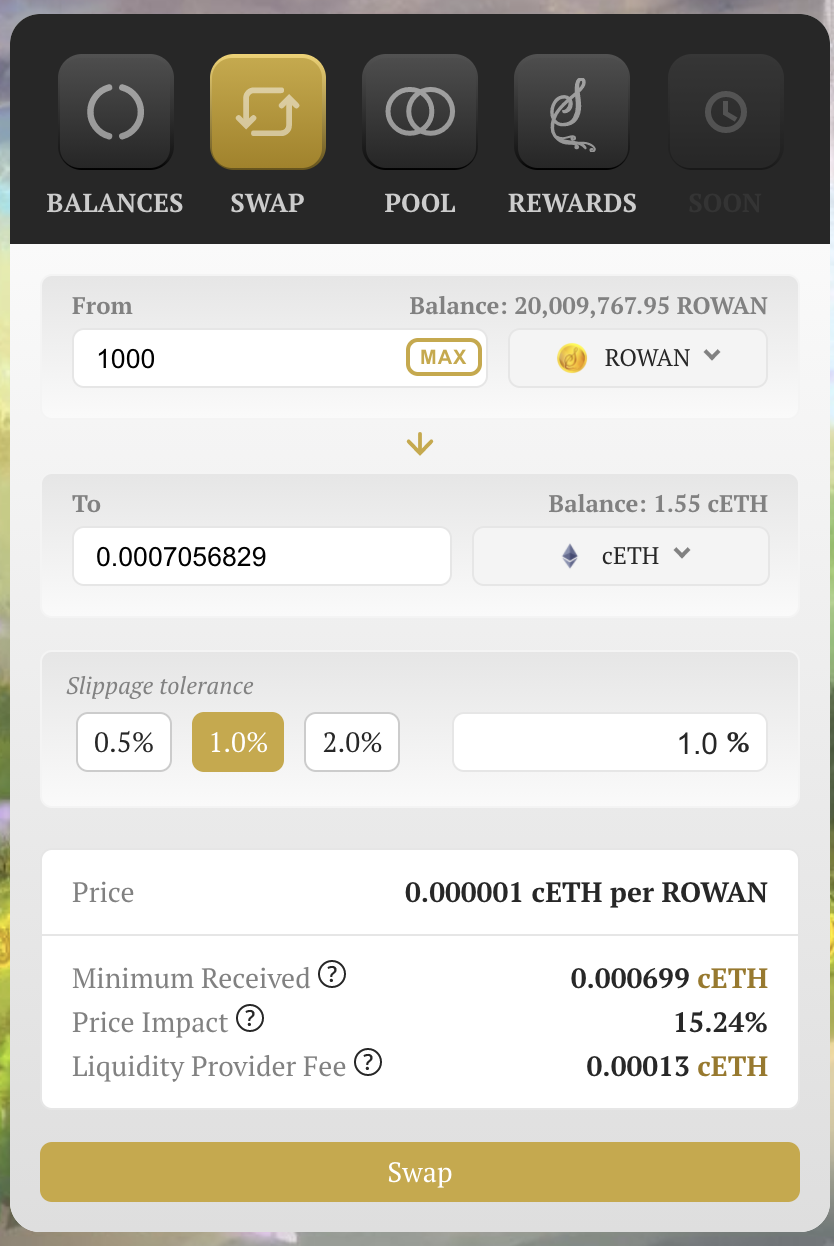 BALANCES SWAP POOL REWARDS SOON
From Balance: 20,009,767.95 ROWAN
1000 MAX ROWAN
To Balance: 1.55 cETH
0.0007056829 cETH
Slippage tolerance
0.5% 1.0% 2.0% 1.0 %
Price 0.000001 cETH per ROWAN
Minimum Received ? 0.000699 cETH
Price Impact ? 15.24%
Liquidity Provider Fee ? 0.00013 cETH
Swap